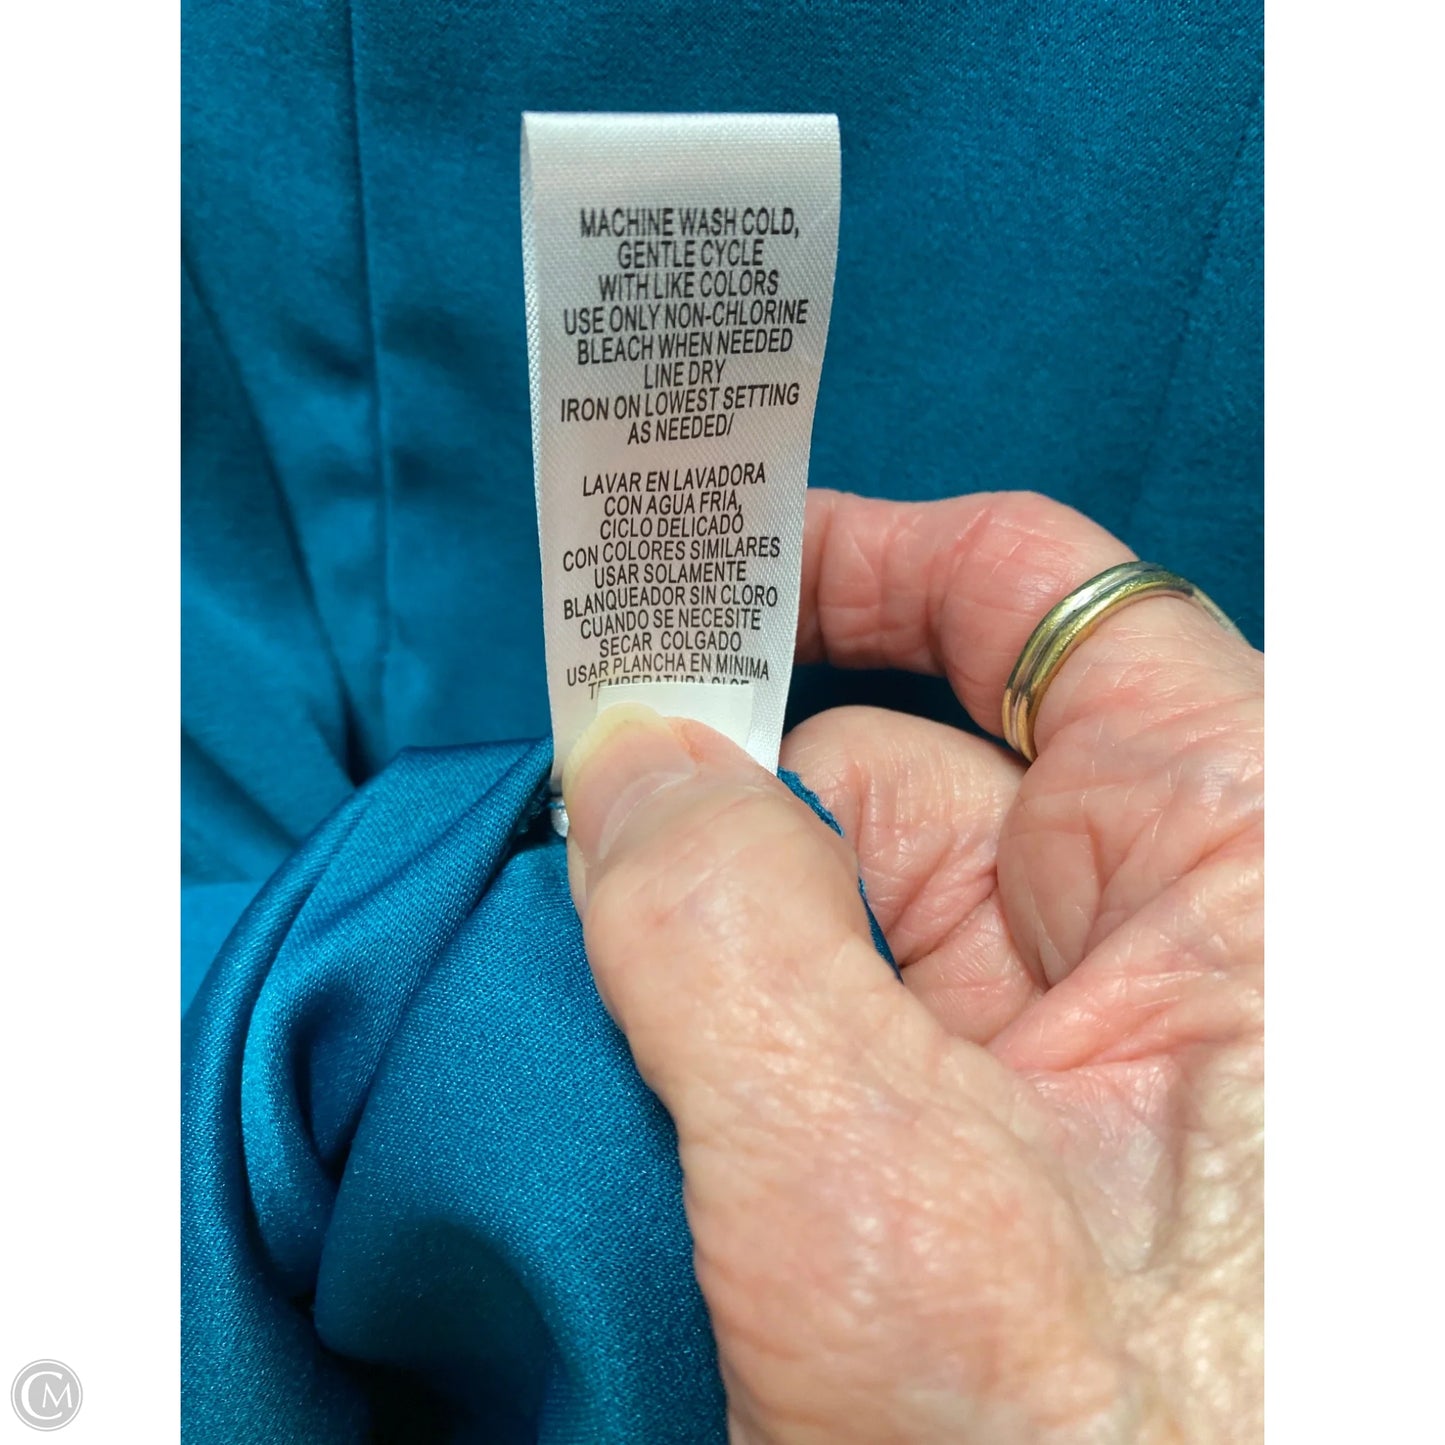 MACHINE WASH COLD,
GENTLE CYCLE
WITH LIKE COLORS
USE ONLY NON-CHLORINE
BLEACH WHEN NEEDED
LINE DRY
IRON ON LOWEST SETTING
AS NEEDED/
LAVAR EN LAVADORA
CON AGUA FRIA,
CICLO DELICADO
CON COLORES SIMILARES
USAR SOLAMENTE
BLANQUEADOR SIN CLORO
CUANDO SE NECESITE
SECAR COLGADO
USAR PLANCHA EN MINIMA
TEMPERATURA
CM